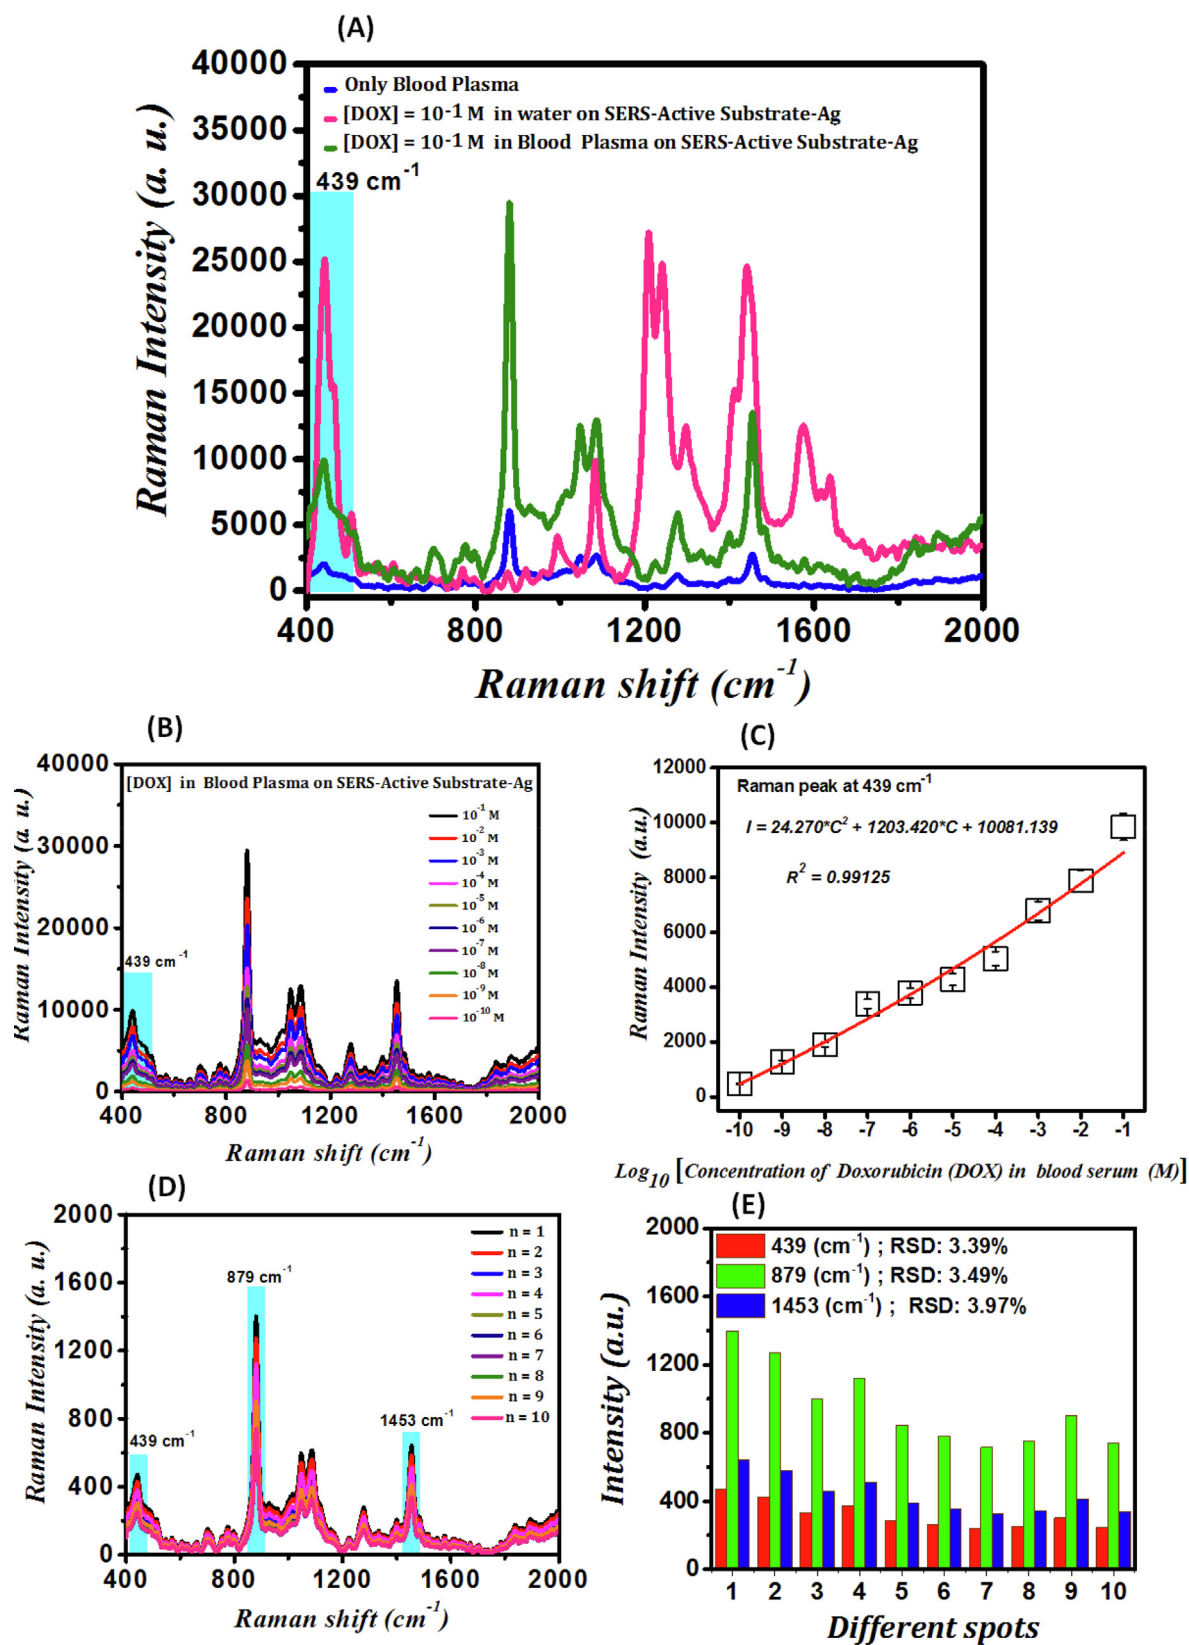 (A)
40000
35000
30000
25000
20000
15000
10000
5000
0
Raman Intensity (a. u.)
Only Blood Plasma
[DOX] = 10-1 M in water on SERS-Active Substrate-Ag
[DOX] = 10-1 M in Blood Plasma on SERS-Active Substrate-Ag
439 cm-1
400 800 1200 1600 2000
Raman shift (cm-1)
(B)
40000
30000
20000
10000
0
Raman Intensity (a. u.)
[DOX] in Blood Plasma on SERS-Active Substrate-Ag
10-1 M
10-2 M
10-3 M
10-4 M
10-5 M
10-6 M
10-7 M
10-8 M
10-9 M
10-10 M
439 cm-1
400 800 1200 1600 2000
Raman shift (cm-1)
(C)
12000
10000
8000
6000
4000
2000
0
Raman Intensity (a.u.)
Raman peak at 439 cm-1
I = 24.270*C2 + 1203.420*C + 10081.139
R2 = 0.99125
-10 -9 -8 -7 -6 -5 -4 -3 -2 -1
Log10 [Concentration of Doxorubicin (DOX) in blood serum (M)]
(D)
2000
1600
1200
800
400
0
Raman Intensity (a. u.)
n = 1
n = 2
n = 3
n = 4
n = 5
n = 6
n = 7
n = 8
n = 9
n = 10
879 cm-1
1453 cm-1
439 cm-1
400 800 1200 1600 2000
Raman shift (cm-1)
(E)
2000
1600
1200
800
400
0
Intensity (a.u.)
439 (cm-1) ; RSD: 3.39%
879 (cm-1) ; RSD: 3.49%
1453 (cm-1) ; RSD: 3.97%
1 2 3 4 5 6 7 8 9 10
Different spots